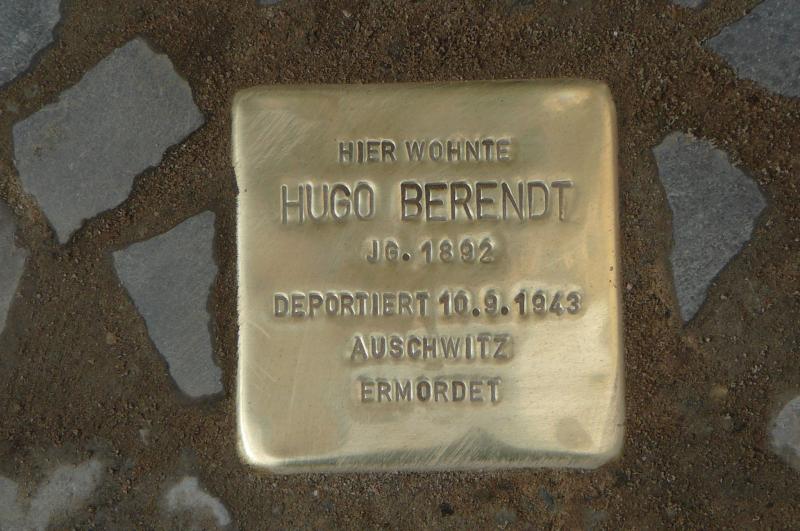 HIER WOHNTE
HUGO BERENDT
JG. 1892
DEPORTIERT 10.9.1943
AUSCHWITZ
ERMORDET